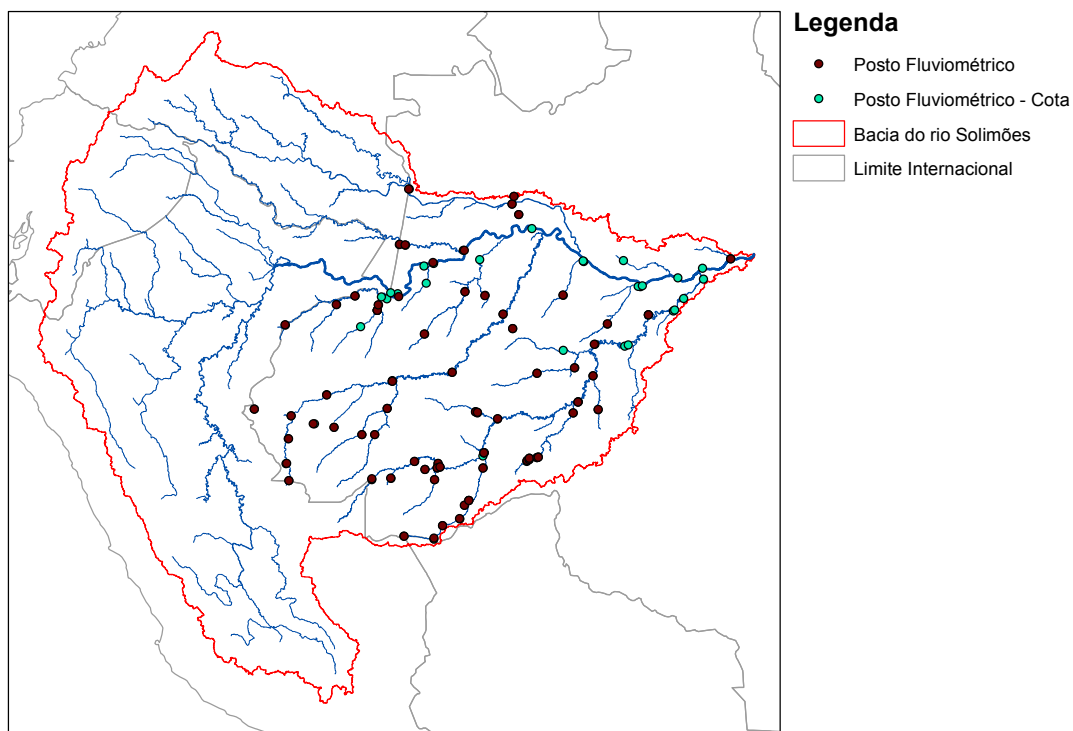 Legenda
Posto Fluviométrico
Posto Fluviométrico - Cota
Bacia do rio Solimões
Limite Internacional